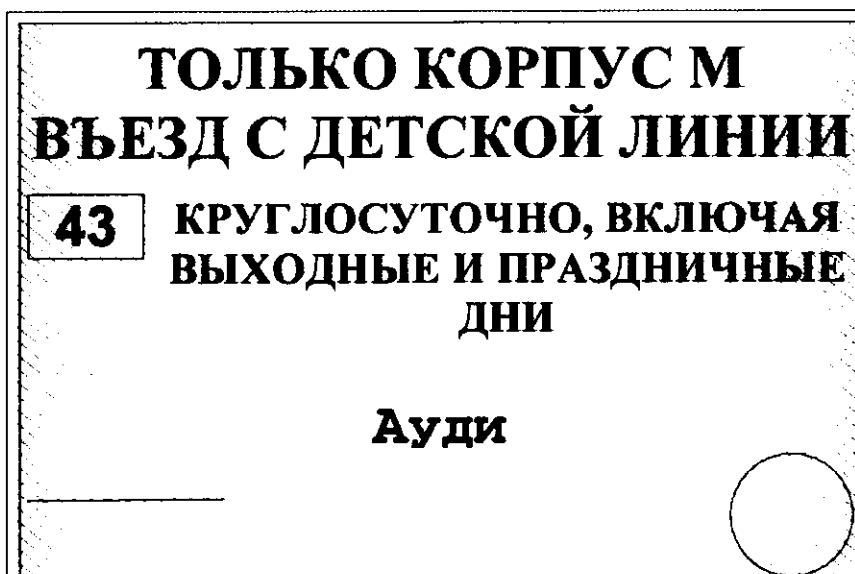 ТОЛЬКО КОРПУС М
ВЪЕЗД С ДЕТСКОЙ ЛИНИИ
43 КРУГЛОСУТОЧНО, ВКЛЮЧАЯ
ВЫХОДНЫЕ И ПРАЗДНИЧНЫЕ
ДНИ
Ауди